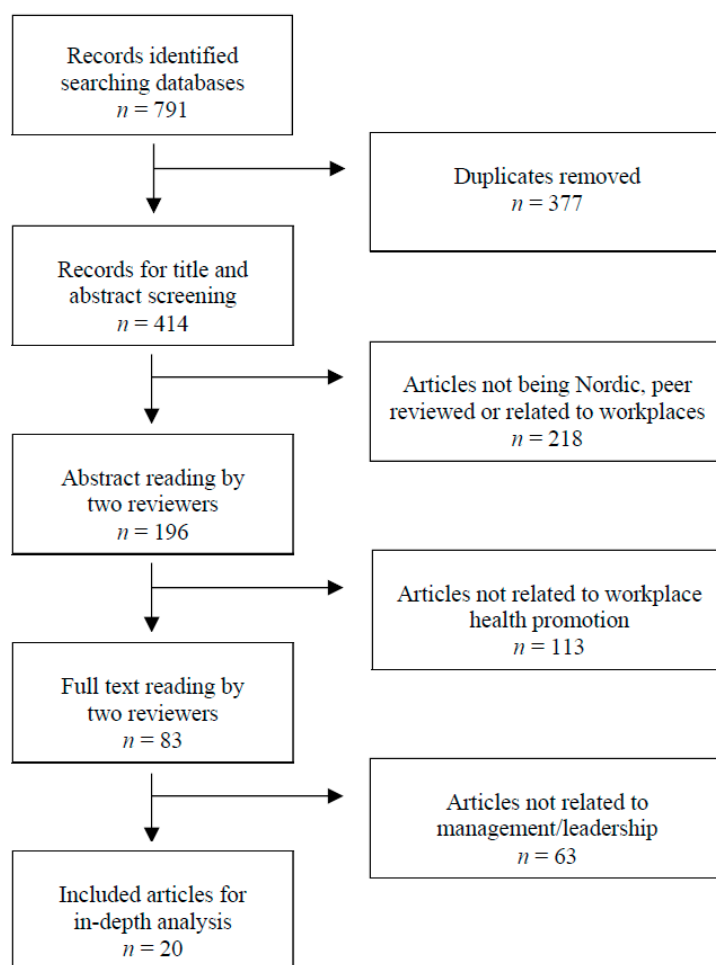 Records identified
searching databases
n = 791
Duplicates removed
n = 377
Records for title and
abstract screening
n = 414
Articles not being Nordic, peer
reviewed or related to workplaces
n = 218
Abstract reading by
two reviewers
n = 196
Articles not related to workplace
health promotion
n = 113
Full text reading by
two reviewers
n = 83
Articles not related to
management/leadership
n = 63
Included articles for
in-depth analysis
n = 20